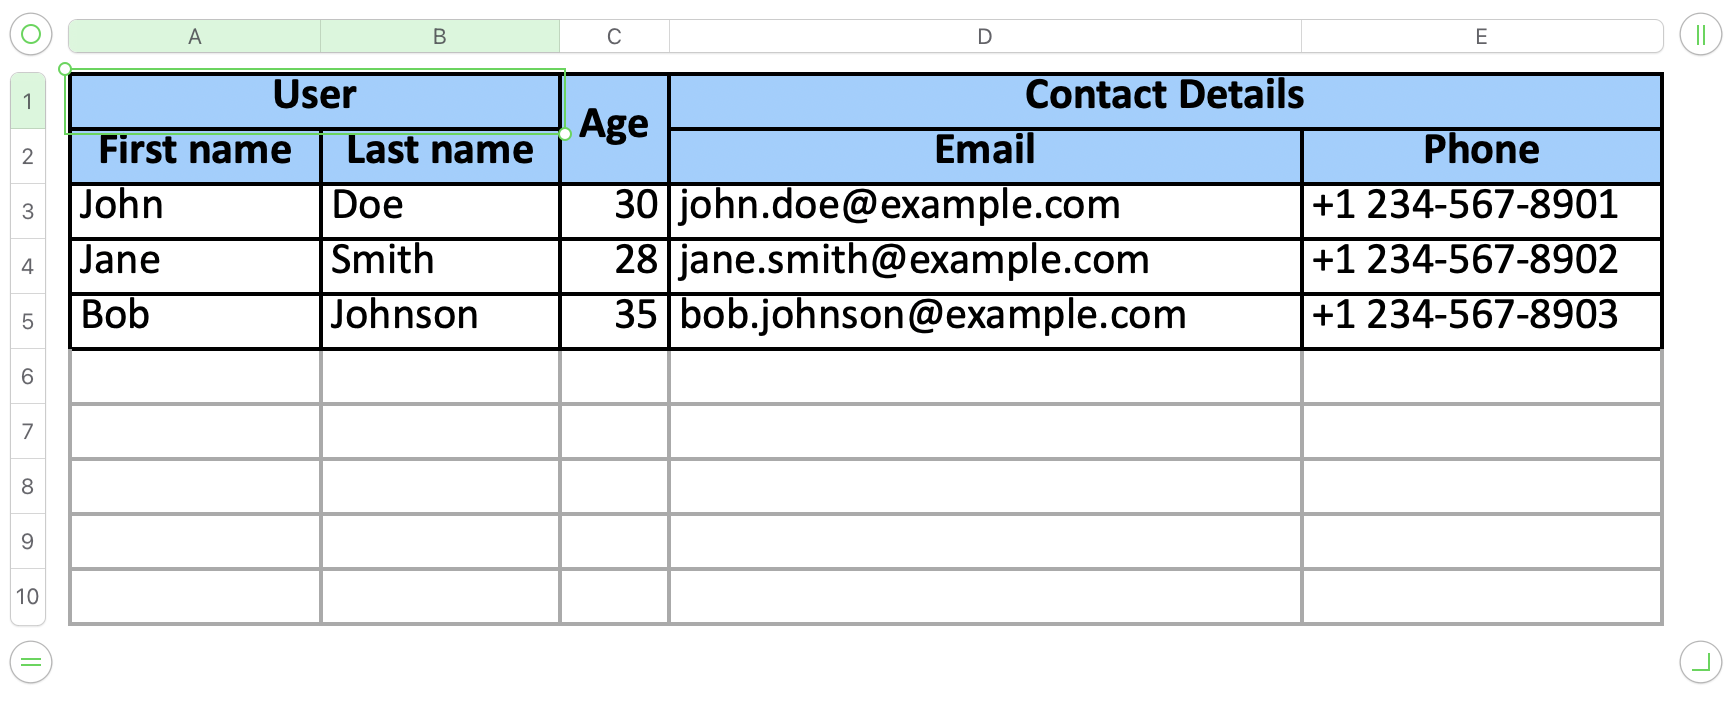 A B C D E
1 User Age Contact Details
2 First name Last name Email Phone
3 John Doe 30 john.doe@example.com +1 234-567-8901
4 Jane Smith 28 jane.smith@example.com +1 234-567-8902
5 Bob Johnson 35 bob.johnson@example.com +1 234-567-8903
6
7
8
9
10